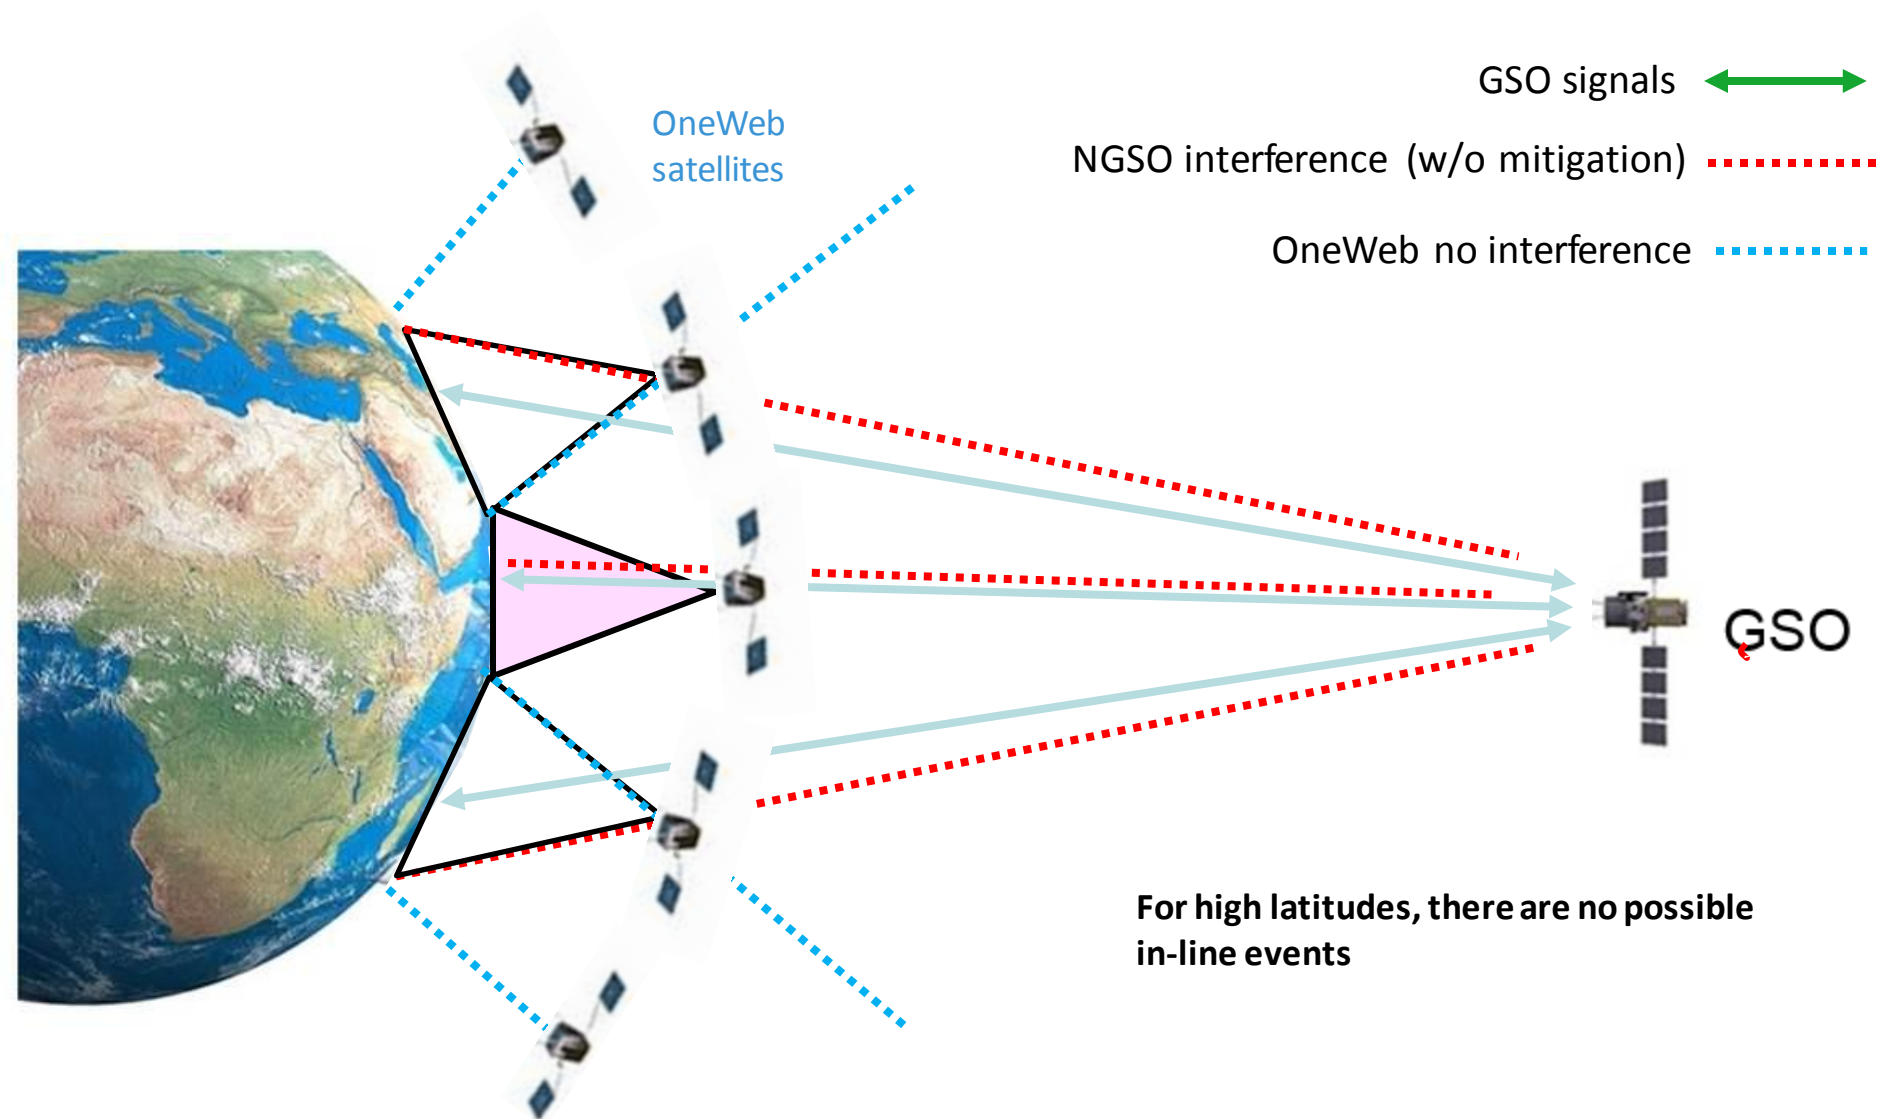 GSO signals
OneWeb
satellites
NGSO interference (w/o mitigation)
OneWeb no interference
GSO
For high latitudes, there are no possible
in-line events